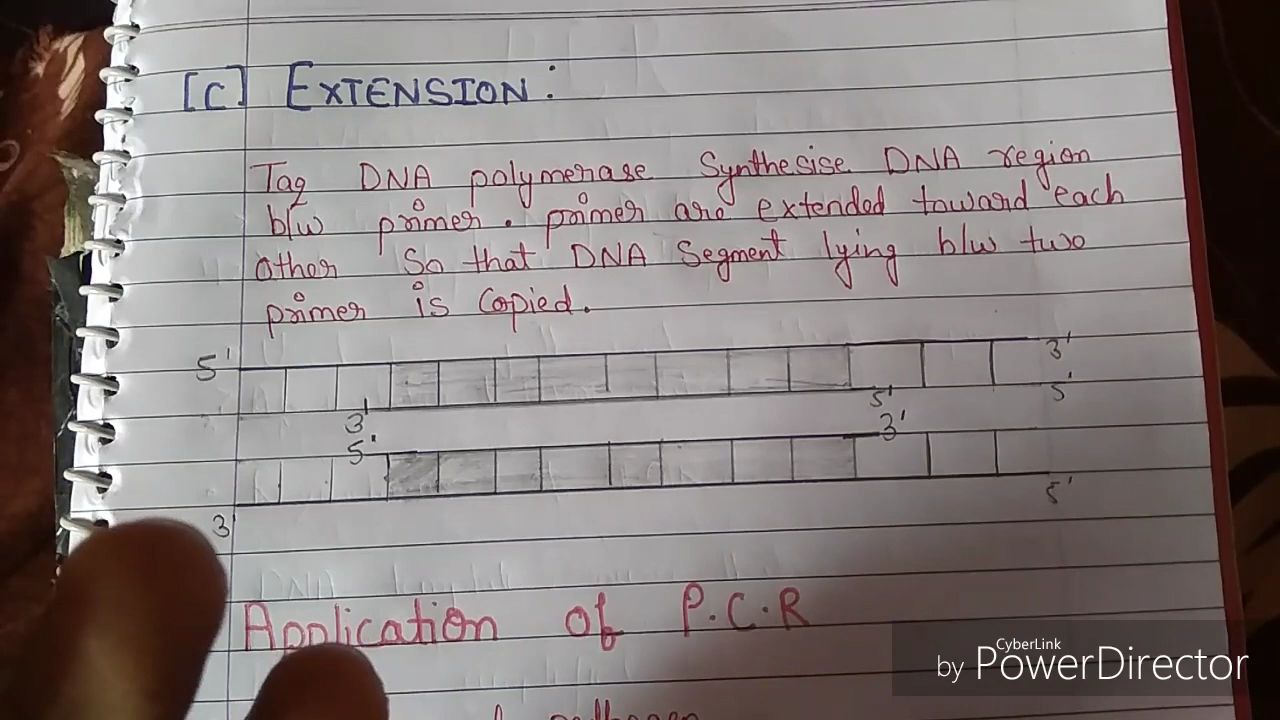 [C] EXTENSION:
Taq DNA polymerase Synthesise DNA region
b/w primer. primer are extended toward each
other So that DNA Segment lying b/w two
primer is Copied.
5' 3'
3' 5' 5'
5' 3'
3' 5'
Application of P.C.R
CyberLink
by PowerDirector